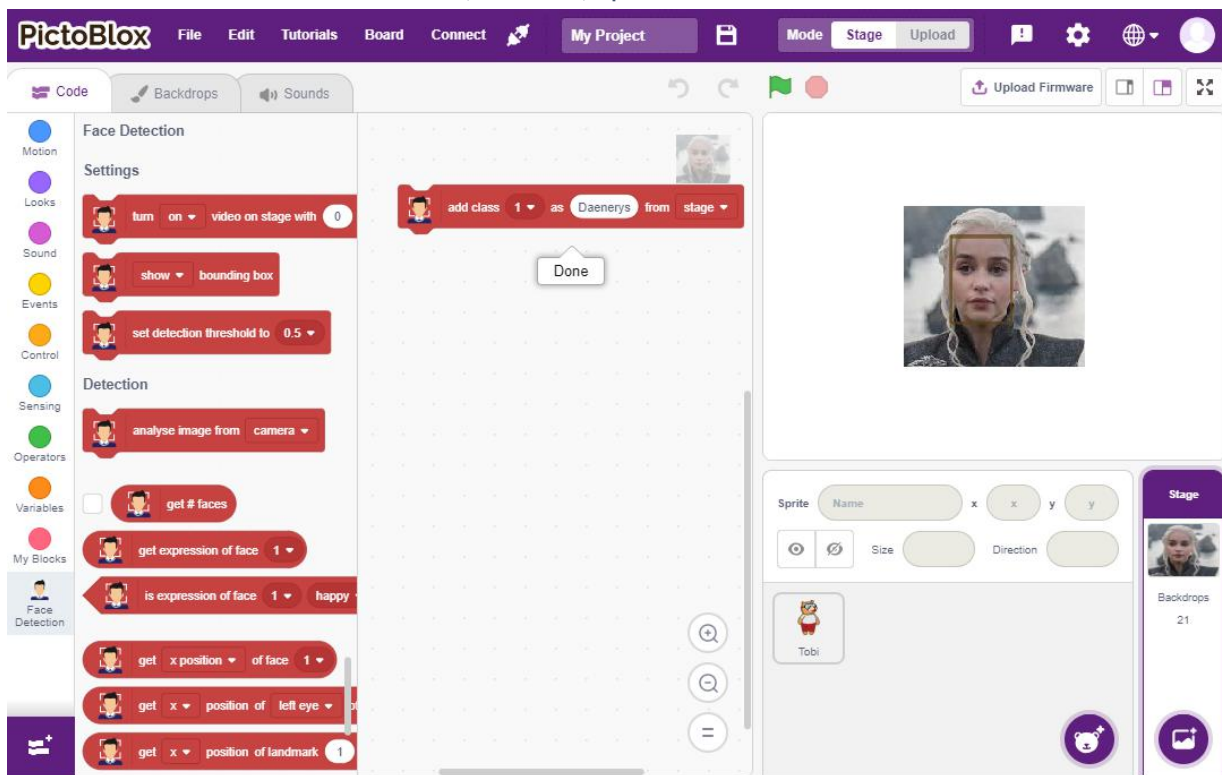 PictoBlox File Edit Tutorials Board Connect My Project Mode Stage Upload
Code Backdrops Sounds Upload Firmware
Motion
Looks
Sound
Events
Control
Sensing
Operators
Variables
My Blocks
Face
Detection
Face Detection
Settings
turn on video on stage with 0
show bounding box
set detection threshold to 0.5
Detection
analyse image from camera
get # faces
get expression of face 1
is expression of face 1 happy
get x position of face 1
get x position of left eye
get x position of landmark 1
add class 1 as Daenerys from stage
Done
Sprite Name x x y y
Size Direction
Tobi
Stage
Backdrops
21